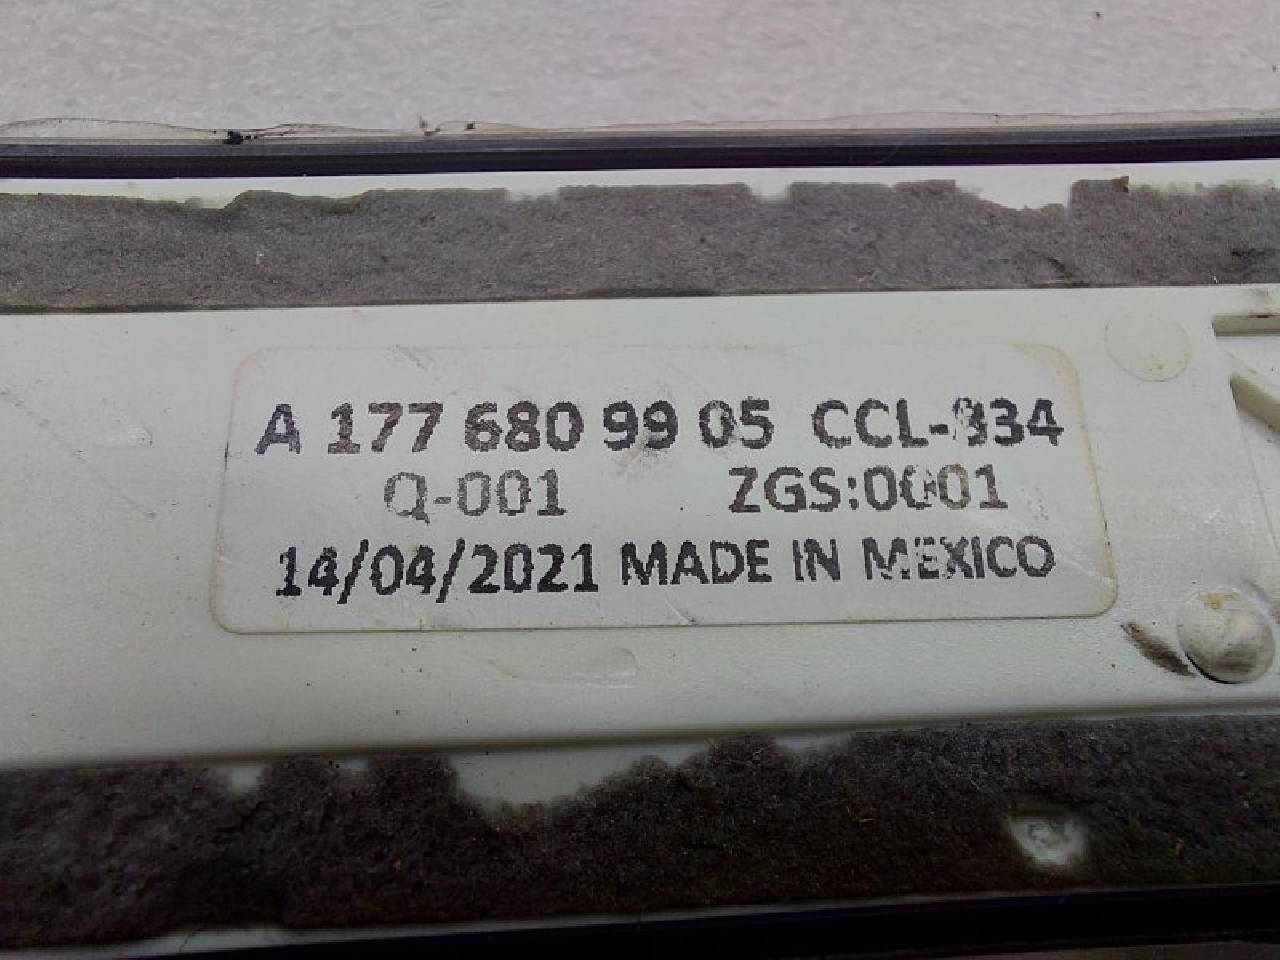 A 177 680 99 05 CCL-834
Q-001 ZGS:0001
14/04/2021 MADE IN MEXICO